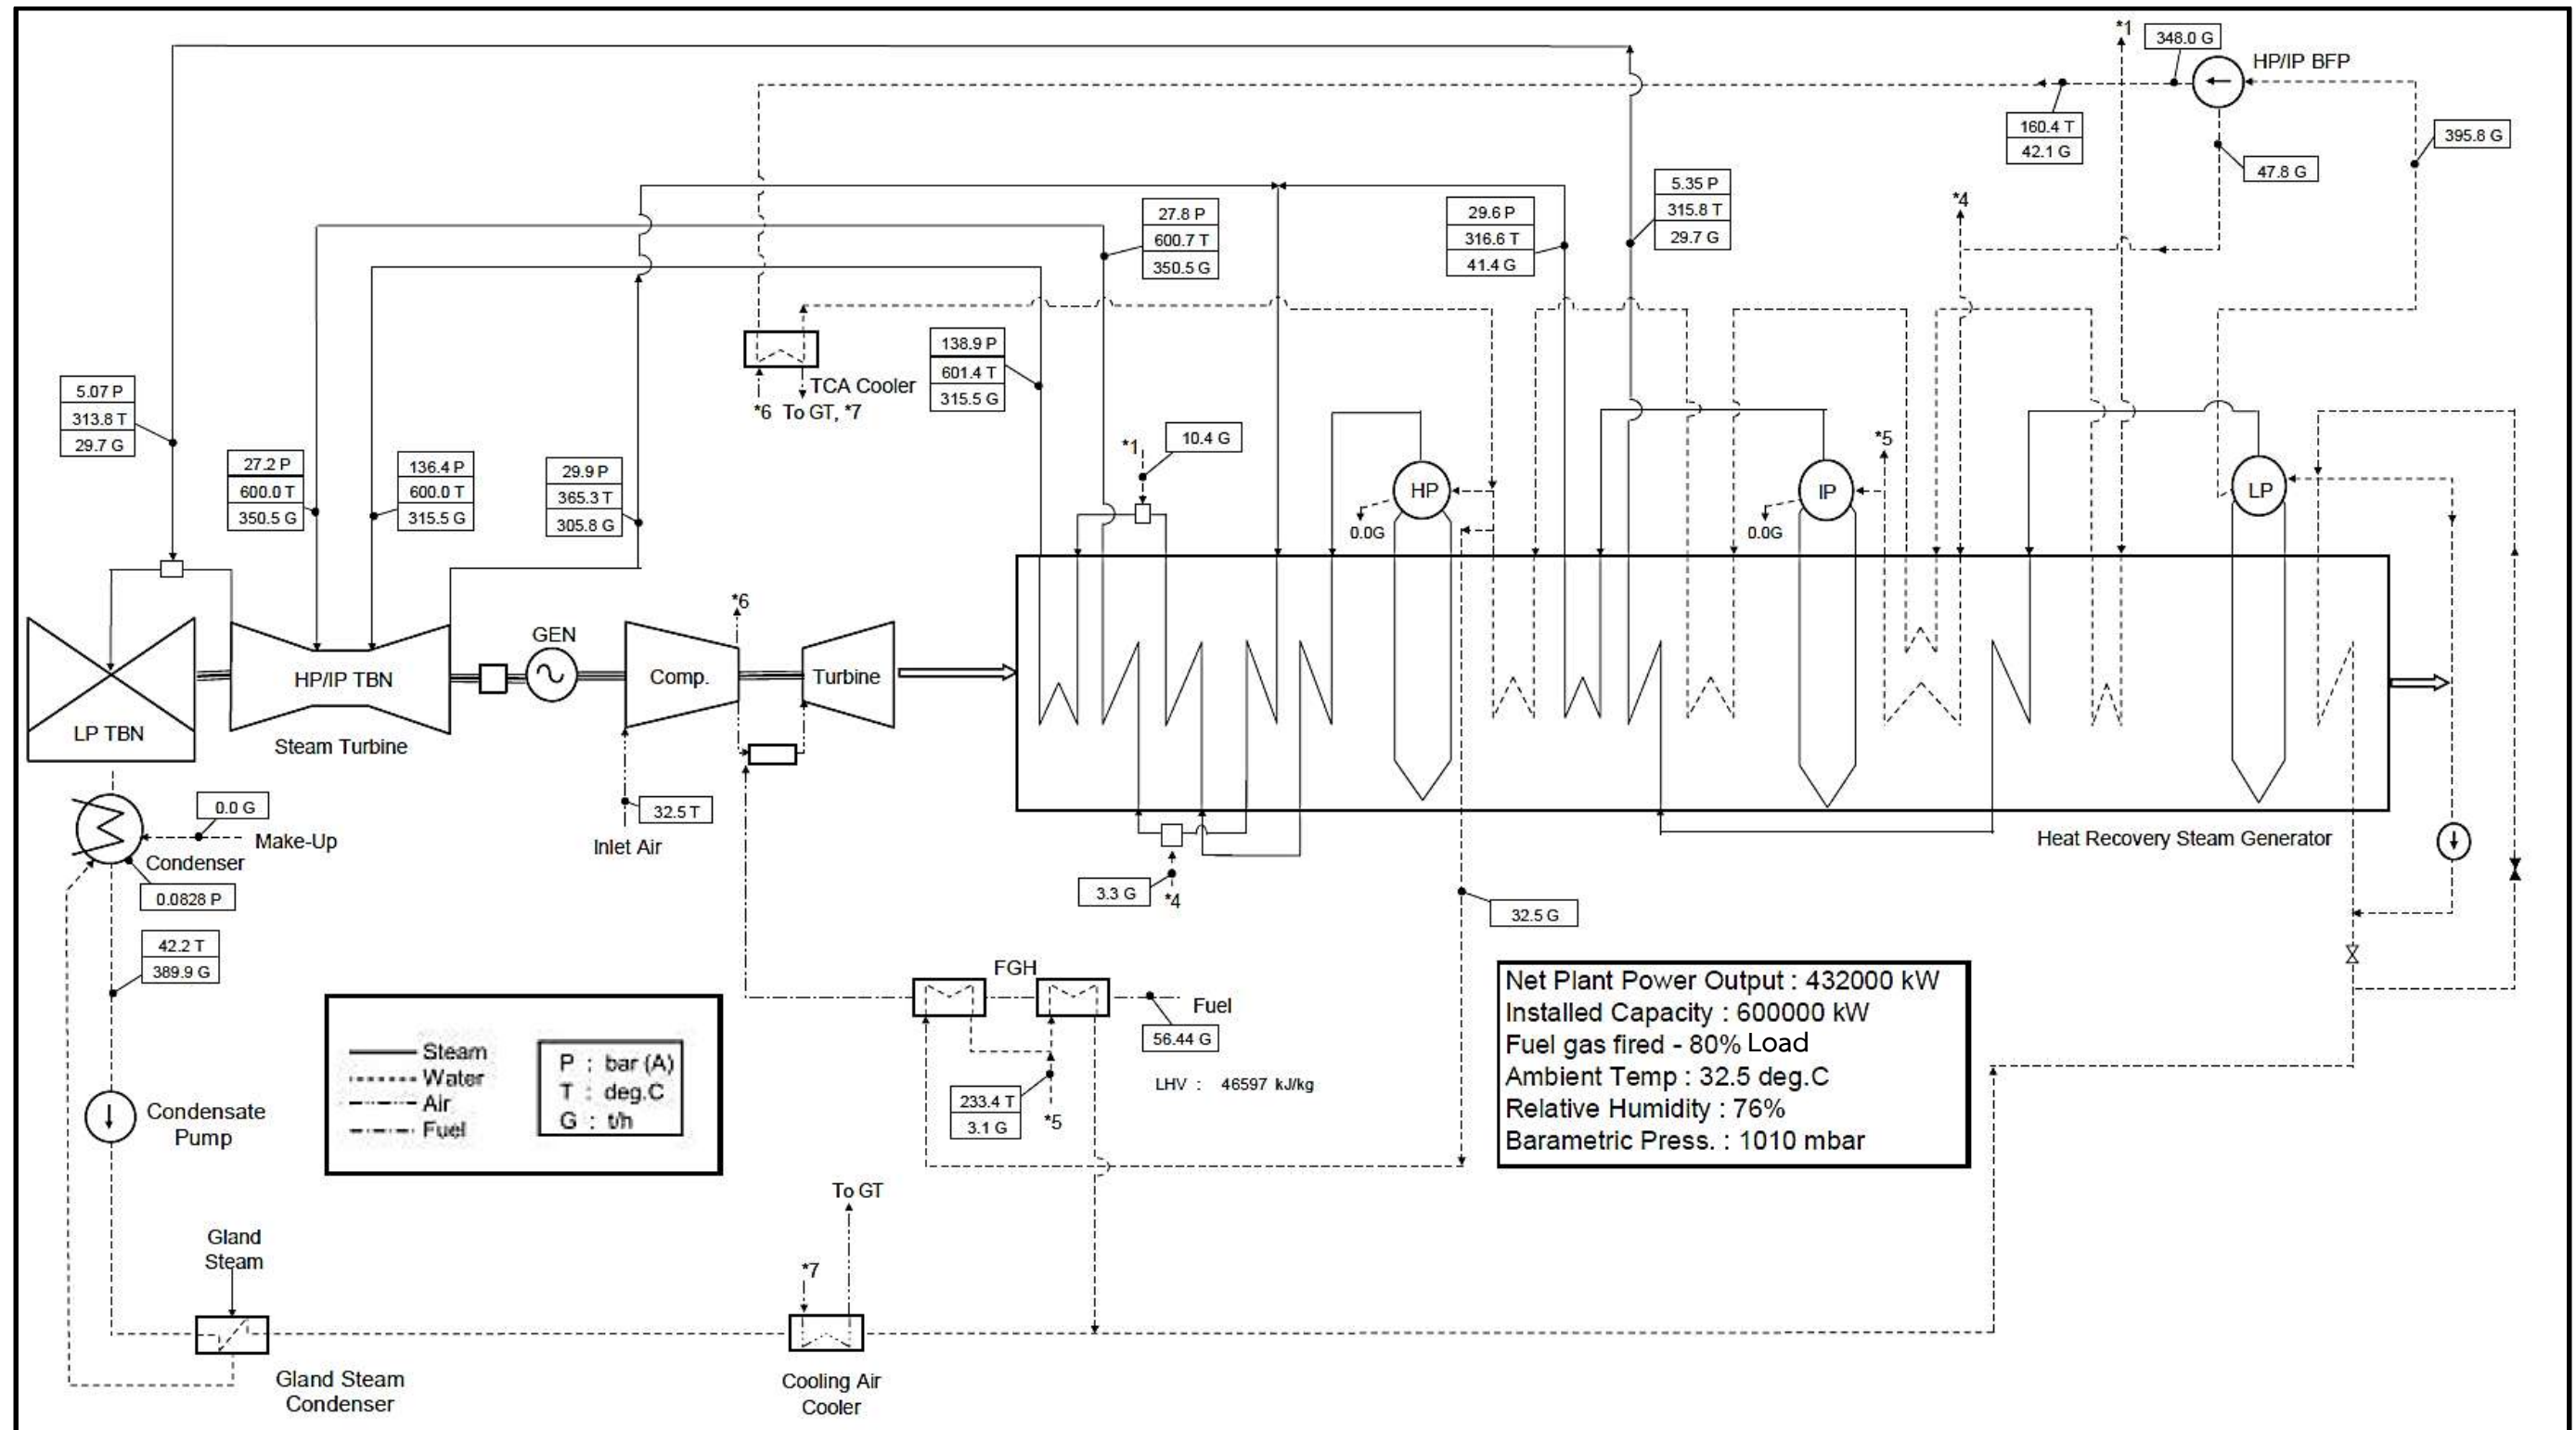 *1
348.0 G
HP/IP BFP
160.4 T
42.1 G
395.8 G
47.8 G
*4
5.35 P
315.8 T
29.7 G
29.6 P
316.6 T
41.4 G
27.8 P
600.7 T
350.5 G
138.9 P
601.4 T
315.5 G
TCA Cooler
*6 To GT, *7
5.07 P
313.8 T
29.7 G
27.2 P
600.0 T
350.5 G
136.4 P
600.0 T
315.5 G
29.9 P
365.3 T
305.8 G
*1
10.4 G
HP
0.0G
*5
IP
0.0G
LP
*6
GEN
LP TBN
HP/IP TBN
Steam Turbine
Comp.
Turbine
32.5 T
Inlet Air
0.0 G
Make-Up
Condenser
0.0828 P
42.2 T
389.9 G
Heat Recovery Steam Generator
3.3 G
*4
32.5 G
FGH
Fuel
56.44 G
LHV : 46597 kJ/kg
233.4 T
3.1 G
*5
Net Plant Power Output : 432000 kW
Installed Capacity : 600000 kW
Fuel gas fired - 80% Load
Ambient Temp : 32.5 deg.C
Relative Humidity : 76%
Barametric Press. : 1010 mbar
Steam
Water
Air
Fuel
P : bar (A)
T : deg.C
G : t/h
Condensate
Pump
Gland
Steam
Gland Steam
Condenser
To GT
*7
Cooling Air
Cooler